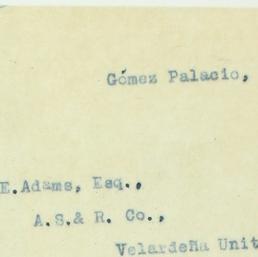 Gómez Palacio,
E. Adams, Esq.,
A.S.& R. Co.,
Velardeña Unit